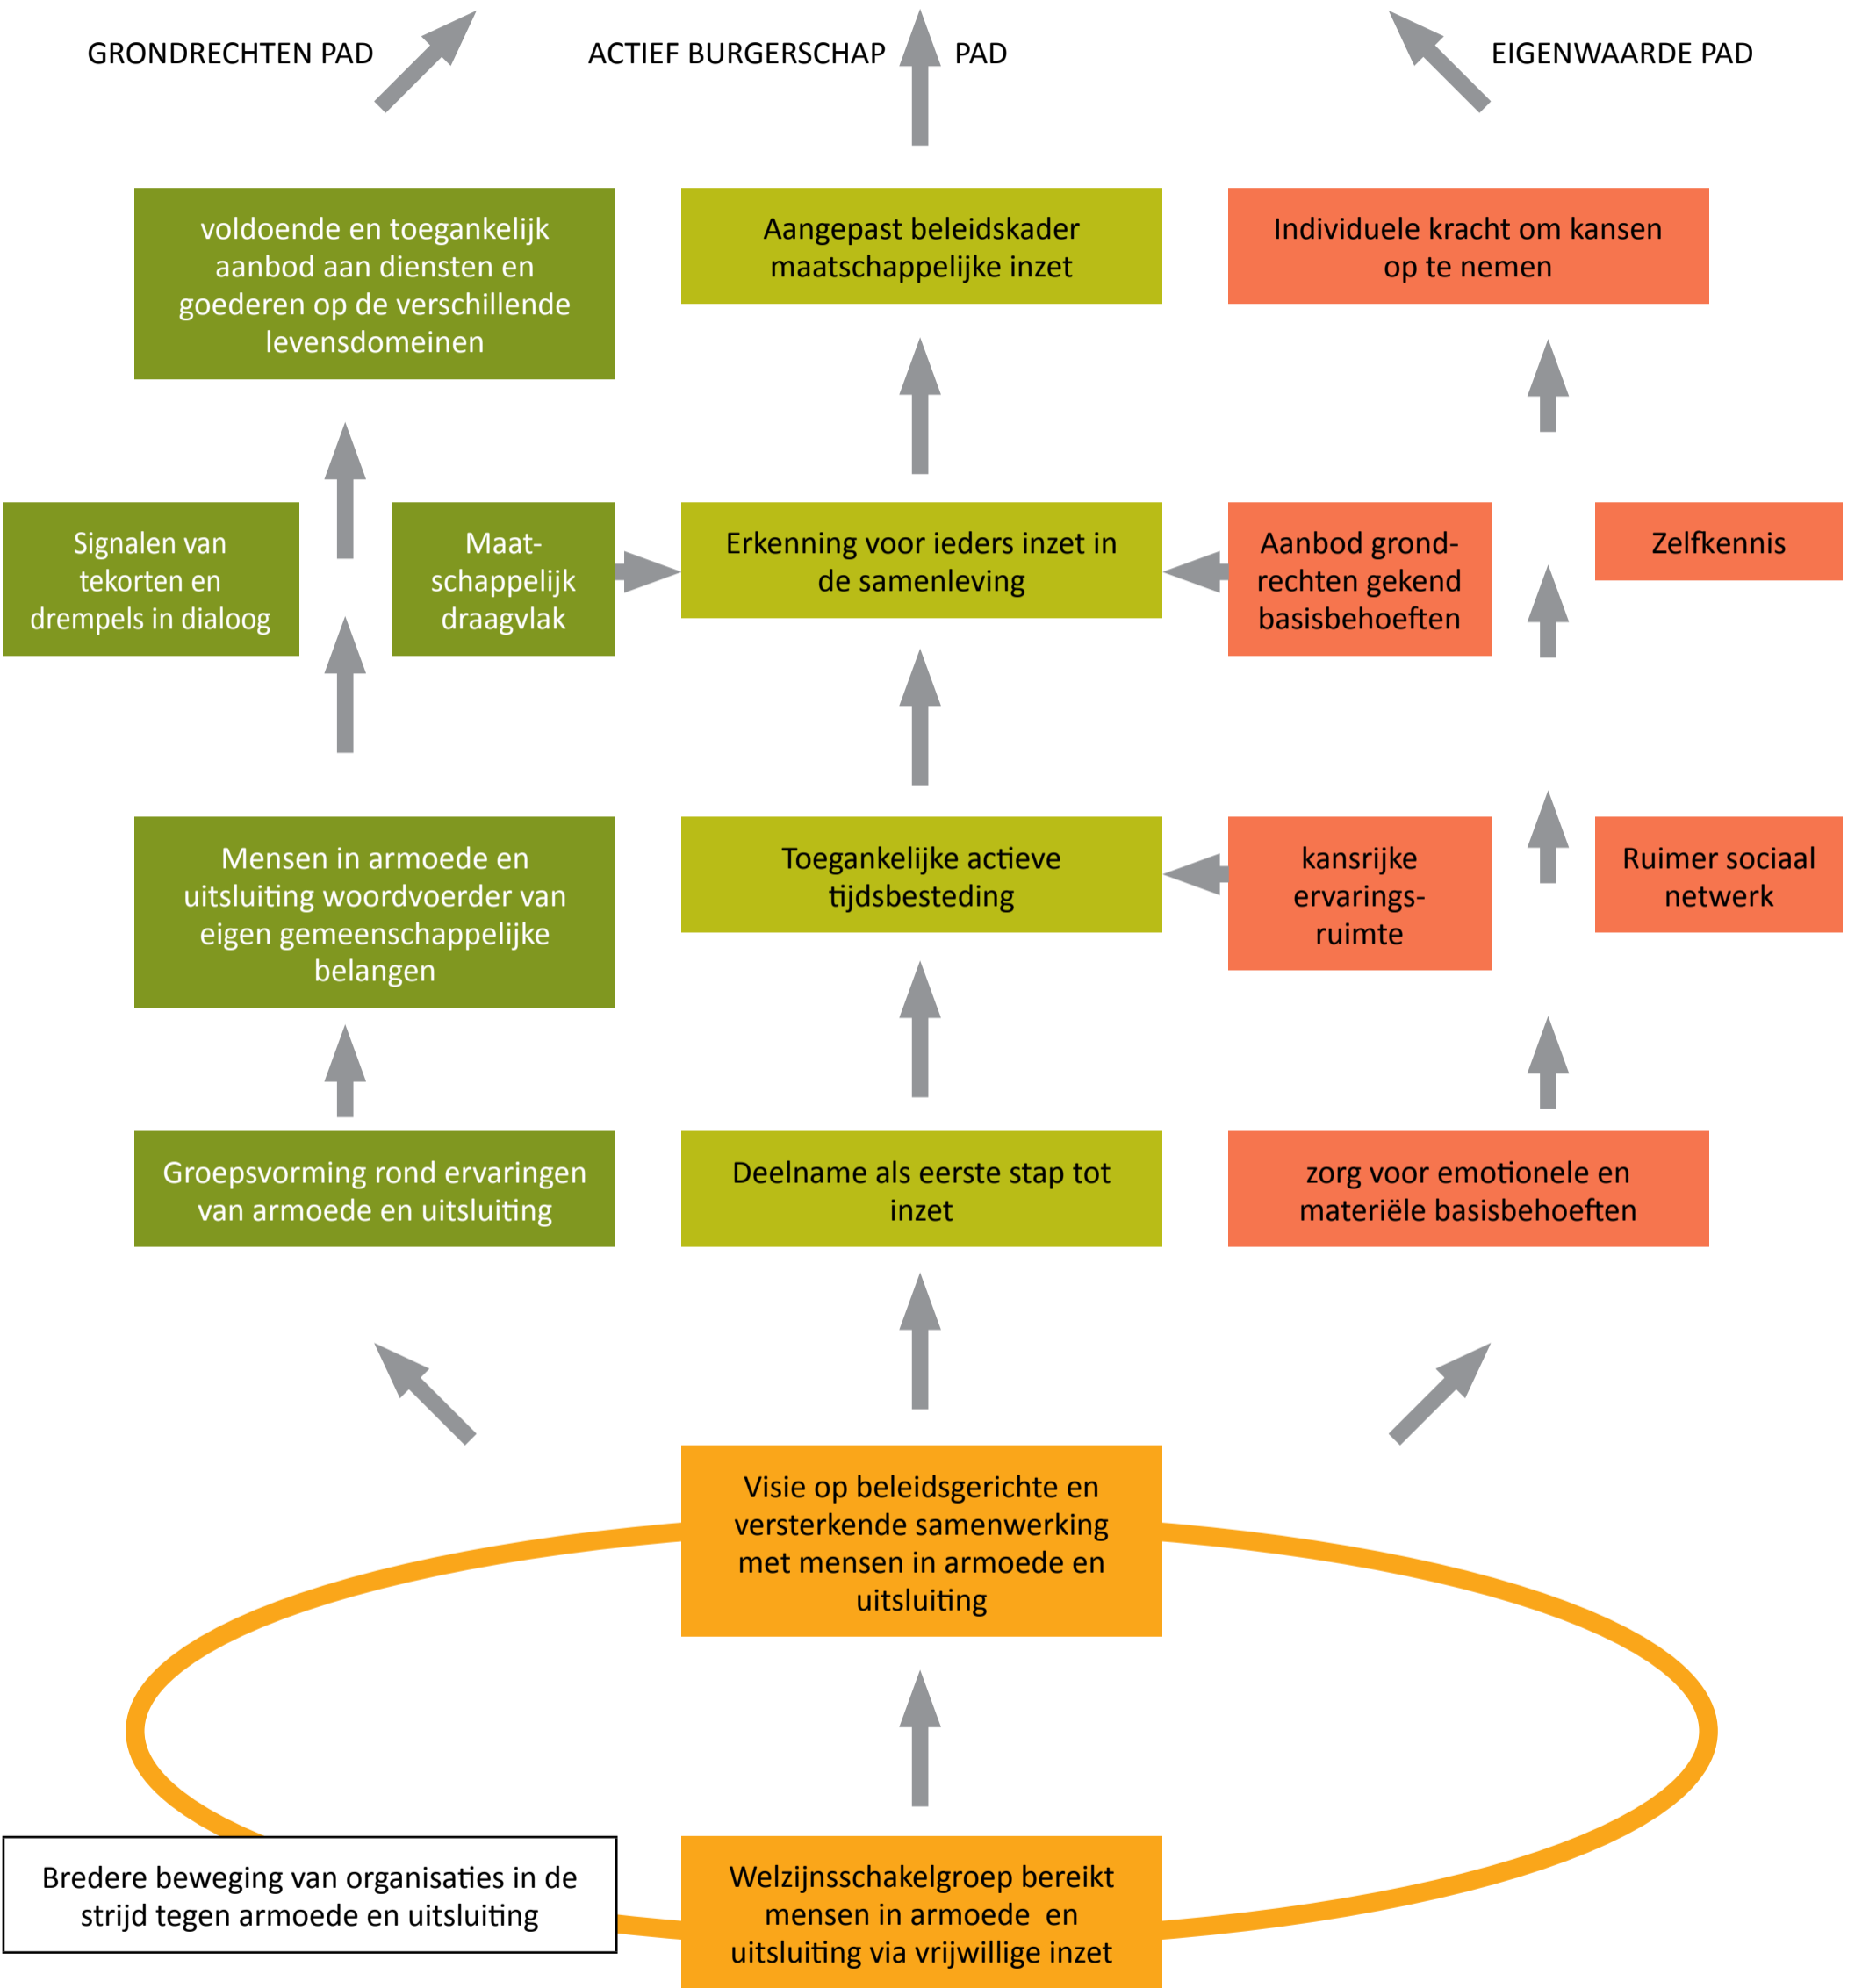 GRONDRECHTEN PAD
ACTIEF BURGERSCHAP PAD
EIGENWAARDE PAD
voldoende en toegankelijk
aanbod aan diensten en
goederen op de verschillende
levensdomeinen
Aangepast beleidskader
maatschappelijke inzet
Individuele kracht om kansen
op te nemen
Signalen van
tekorten en
drempels in dialoog
Maat-
schappelijk
draagvlak
Erkenning voor ieders inzet in
de samenleving
Aanbod grond-
rechten gekend
basisbehoeften
Zelfkennis
Mensen in armoede en
uitsluiting woordvoerder van
eigen gemeenschappelijke
belangen
Toegankelijke actieve
tijdsbesteding
kansrijke
ervarings-
ruimte
Ruimer sociaal
netwerk
Groepsvorming rond ervaringen
van armoede en uitsluiting
Deelname als eerste stap tot
inzet
zorg voor emotionele en
materiële basisbehoeften
Visie op beleidsgerichte en
versterkende samenwerking
met mensen in armoede en
uitsluiting
Bredere beweging van organisaties in de
strijd tegen armoede en uitsluiting
Welzijnsschakelgroep bereikt
mensen in armoede en
uitsluiting via vrijwillige inzet